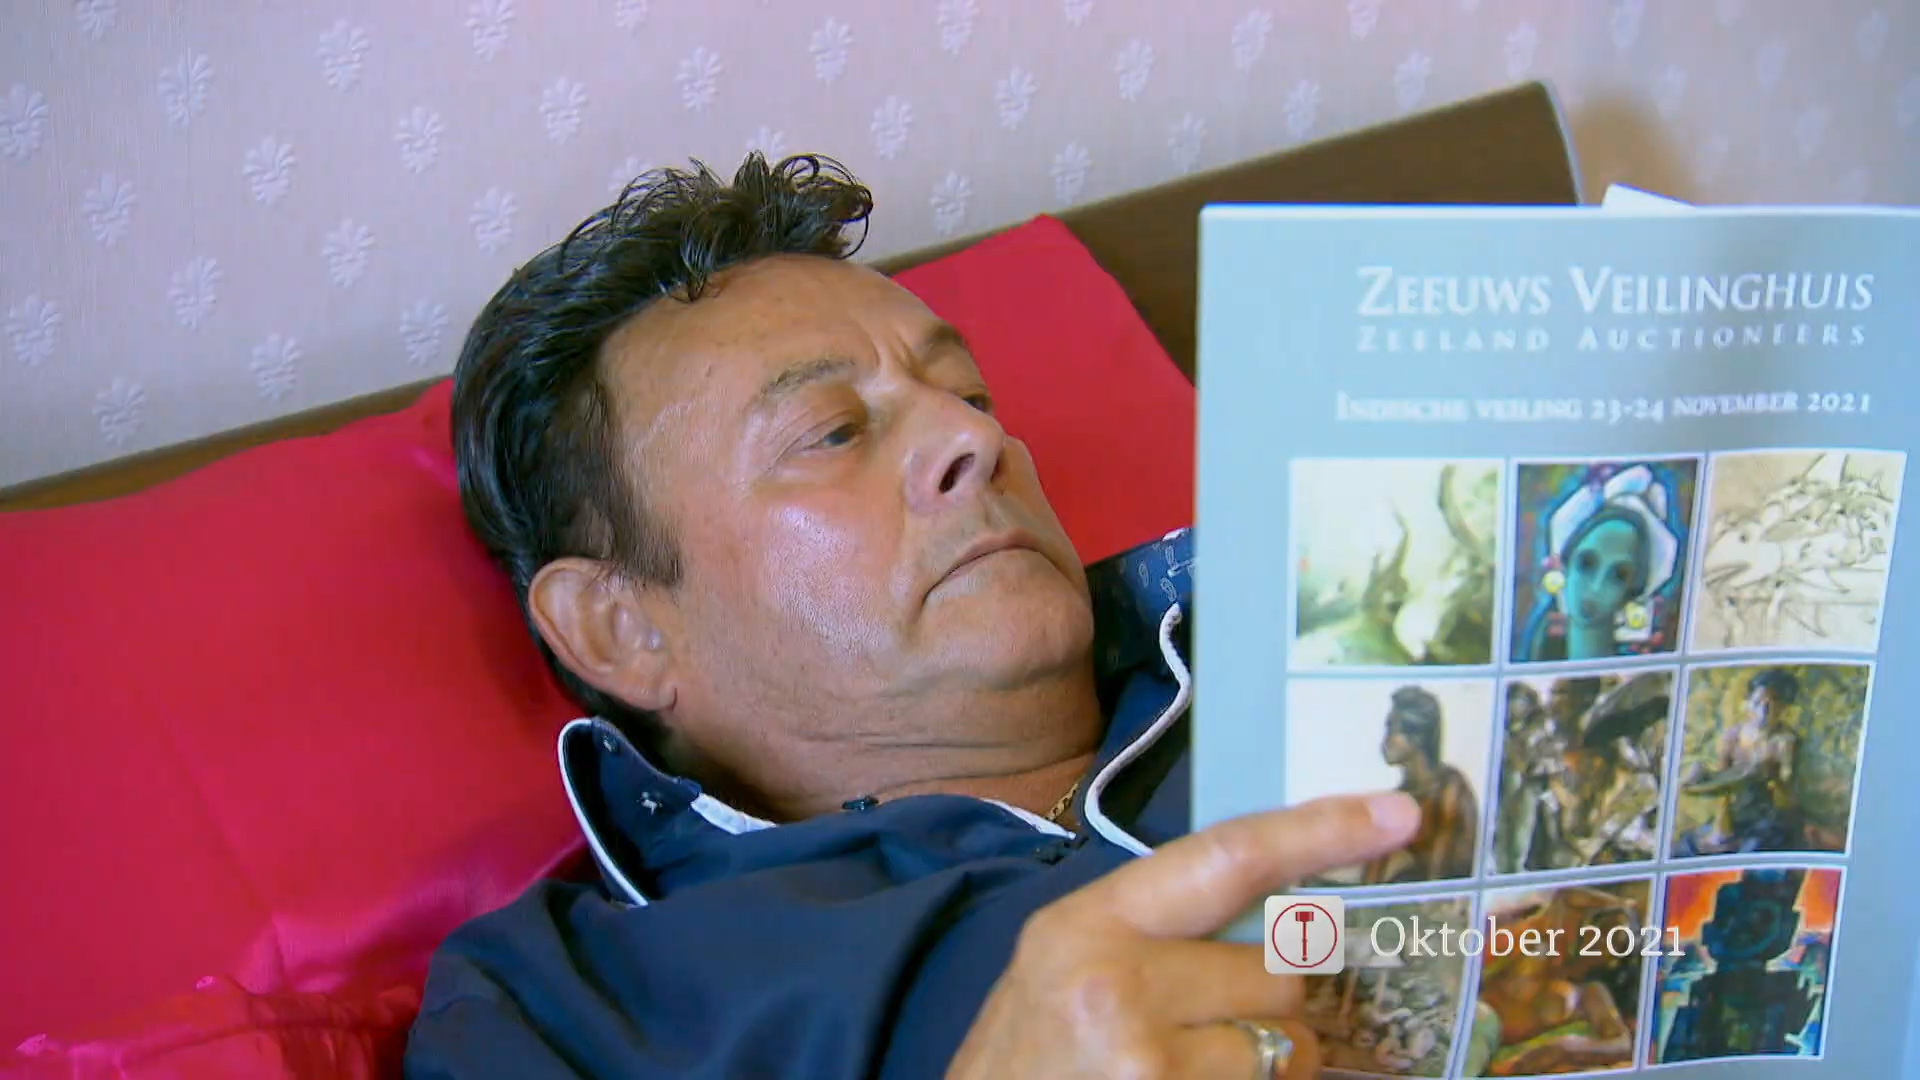 ZEEUWS VEILINGHUIS
ZEELAND AUCTIONEERS
INDISCHE VEILING 23-24 NOVEMBER 2021
Oktober 2021